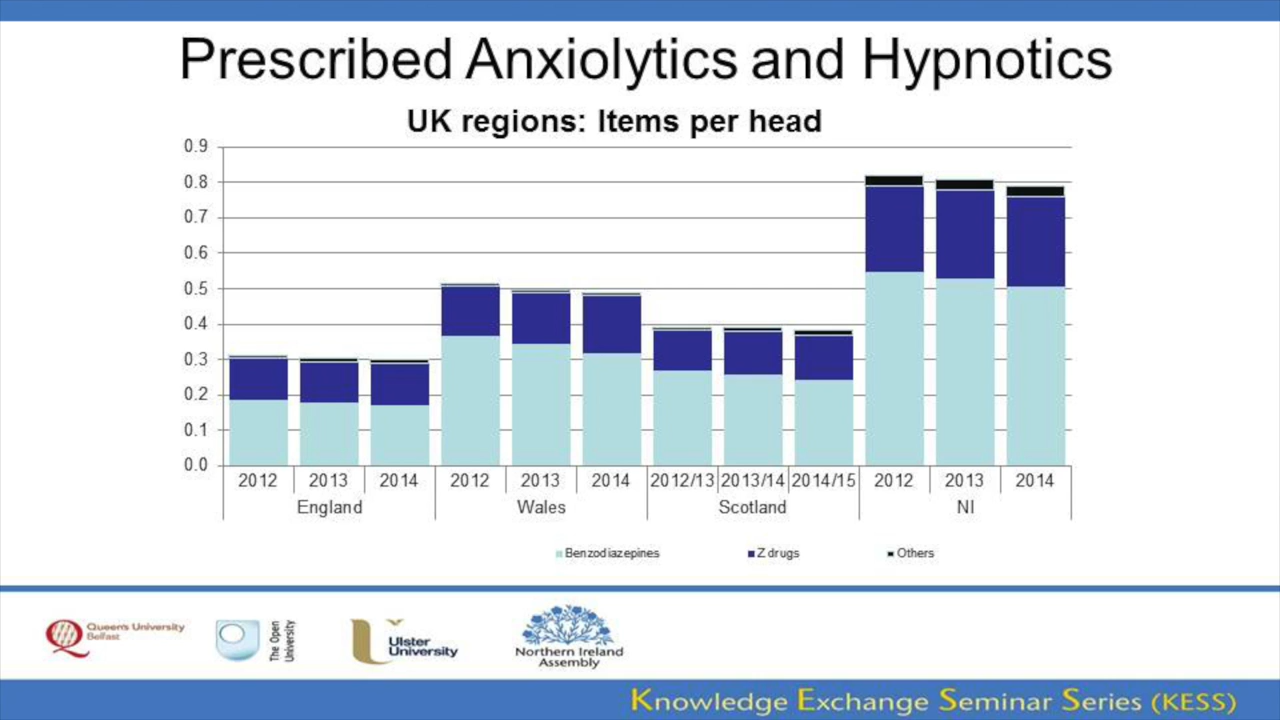 Prescribed Anxiolytics and Hypnotics
UK regions: Items per head
0.9
0.8
0.7
0.6
0.5
0.4
0.3
0.2
0.1
0.0
2012 2013 2014 2012 2013 2014 2012/13 2013/14 2014/15 2012 2013 2014
England Wales Scotland NI
Benzodiazepines Z drugs Others
Queen's University
Belfast
The Open
University
Ulster
University
Northern Ireland
Assembly
Knowledge Exchange Seminar Series (KESS)